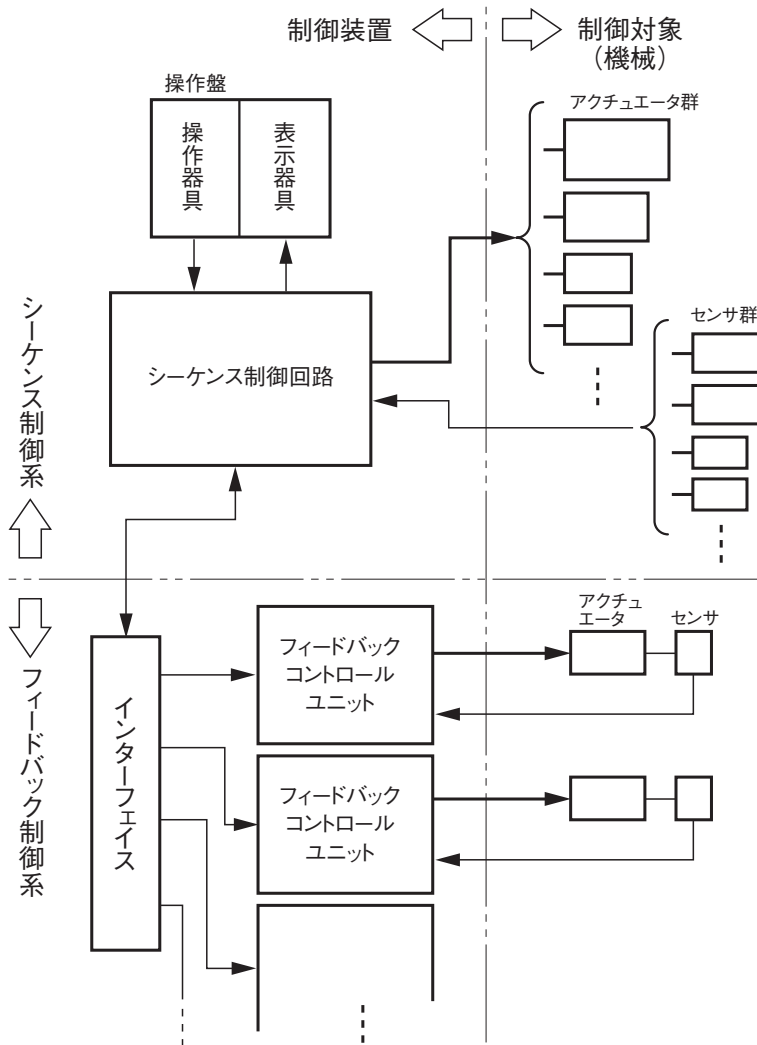 制御装置
制御対象
（機械）
操作盤
操作器具
表示器具
アクチュエータ群
センサ群
シーケンス制御回路
シーケンス制御系
フィードバック制御系
インターフェイス
フィードバック
コントロール
ユニット
アクチュ
エータ
センサ
フィードバック
コントロール
ユニット